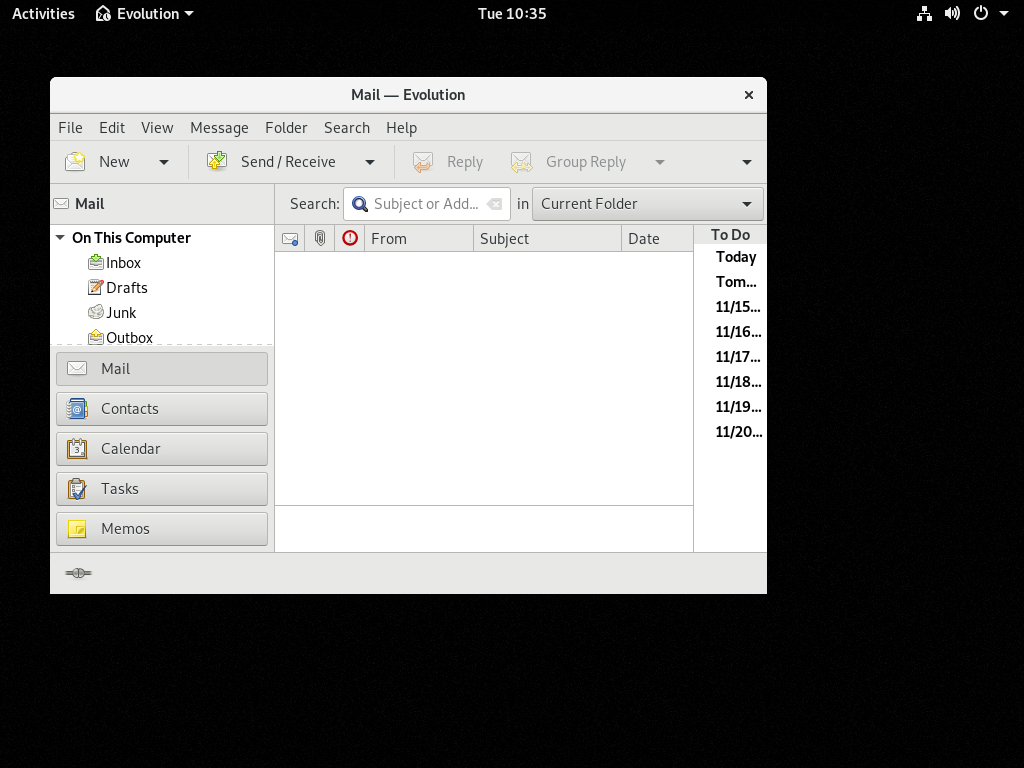 Activities Evolution Tue 10:35
Mail — Evolution
File Edit View Message Folder Search Help
New Send / Receive Reply Group Reply
Mail Search: Subject or Add... in Current Folder
On This Computer From Subject Date To Do
Inbox
Drafts
Junk
Outbox
Mail
Contacts
Calendar
3
Tasks
Memos
Today
Tom...
11/15...
11/16...
11/17...
11/18...
11/19...
11/20...